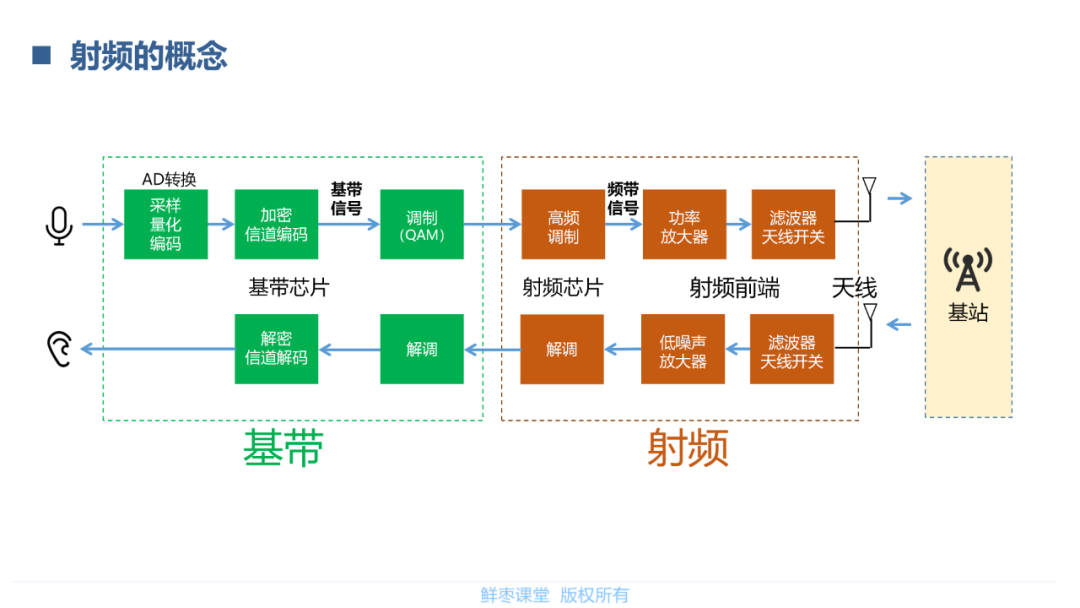 射频的概念
AD转换
采样
量化
编码
加密
信道编码
基带
信号
调制
(QAM)
高频
调制
频带
信号
功率
放大器
滤波器
天线开关
基带芯片
射频芯片
射频前端
天线
基站
解密
信道解码
解调
解调
低噪声
放大器
滤波器
天线开关
基带
射频
鲜枣课堂 版权所有